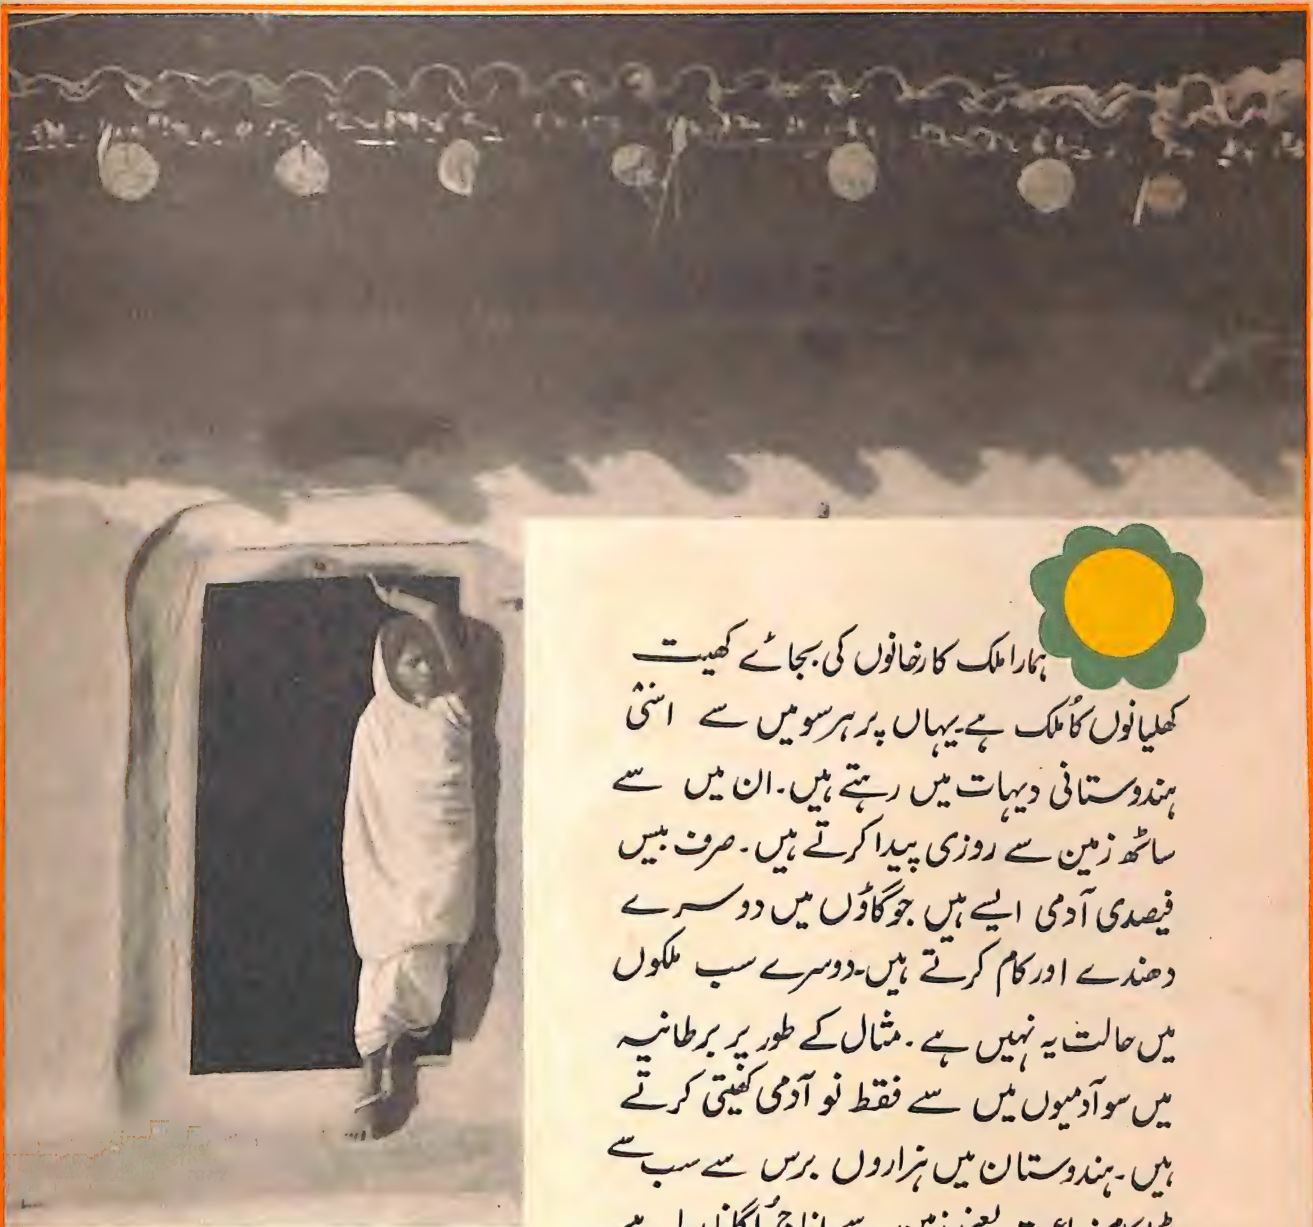 ہمارا ملک کارخانوں کی بجائے کھیت
کھلیانوں کا ملک ہے۔ یہاں پر ہر سو میں سے اسّی
ہندوستانی دیہات میں رہتے ہیں۔ ان میں سے
ساٹھ زمین سے روزی پیدا کرتے ہیں۔ صرف بیس
فیصدی آدمی ایسے ہیں جو گاؤں میں دوسرے
دھندے اور کام کرتے ہیں۔ دوسرے سب ملکوں
میں حالت یہ نہیں ہے۔ مثال کے طور پر برطانیہ
میں سو آدمیوں میں سے فقط نو آدمی کھیتی کرتے
ہیں۔ ہندوستان میں ہزاروں برس سے سب سے